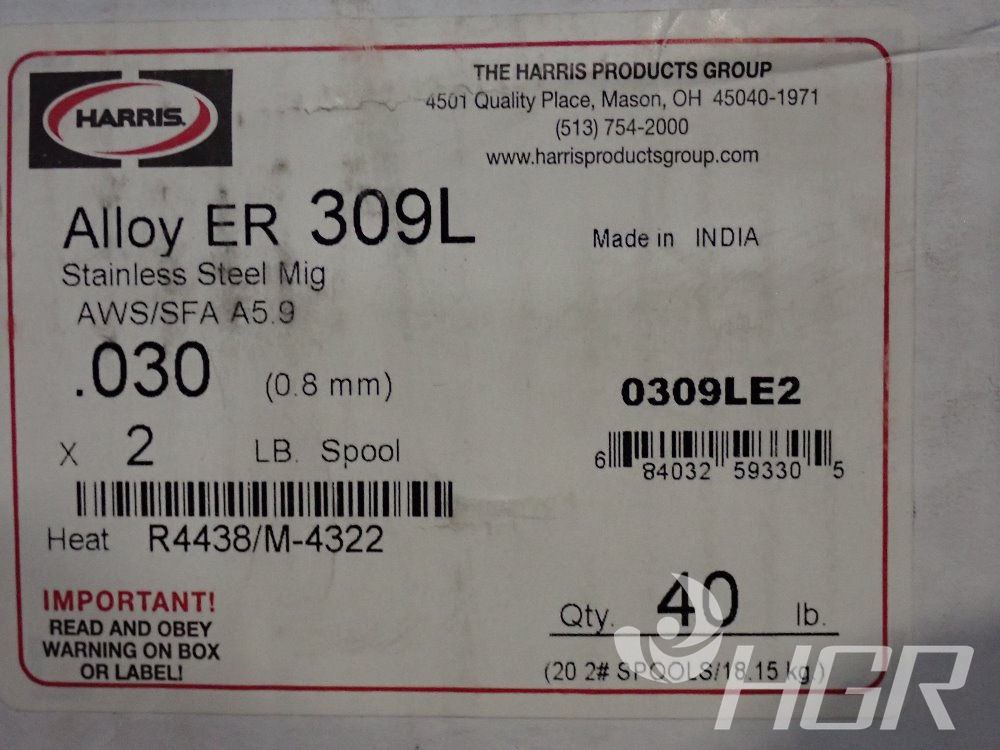 HARRIS
THE HARRIS PRODUCTS GROUP
4501 Quality Place, Mason, OH 45040-1971
(513) 754-2000
www.harrisproductsgroup.com
Alloy ER 309L
Made in INDIA
Stainless Steel Mig
AWS/SFA A5.9
.030 (0.8 mm)
0309LE2
x 2 LB. Spool
6 84032 59330 5
Heat R4438/M-4322
IMPORTANT!
READ AND OBEY
WARNING ON BOX
OR LABEL!
Qty. 40 lb.
(20 2# SPOOLS/18.15 kg.)
HGR